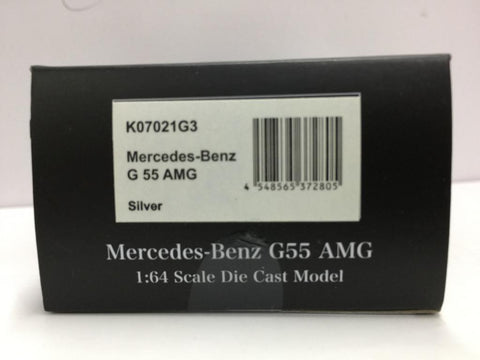 K07021G3
Mercedes-Benz
G 55 AMG
4 548565 372805
Silver
Mercedes-Benz G55 AMG
1:64 Scale Die Cast Model